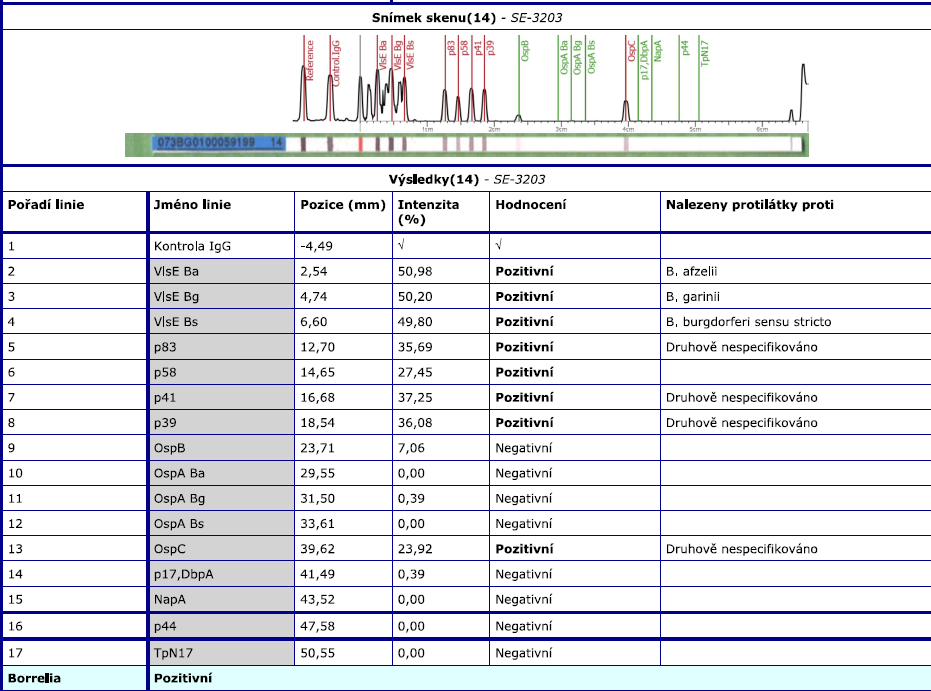 Snímek skenu(14) - SE-3203
Reference
Control.IgG
VlsE Ba
VlsE Bg
VlsE Bs
p83
p58
p41
p39
OspB
OspA Ba
OspA Bg
OspA Bs
OspC
p17,DbpA
NapA
p44
TpN17
1cm 2cm 3cm 4cm 5cm 6cm
073BG0100059199 14
Výsledky(14) - SE-3203
Pořadí linie Jméno linie Pozice (mm) Intenzita (%) Hodnocení Nalezeny protilátky proti
1 Kontrola IgG -4,49 √ √
2 VlsE Ba 2,54 50,98 Pozitivní B. afzelii
3 VlsE Bg 4,74 50,20 Pozitivní B. garinii
4 VlsE Bs 6,60 49,80 Pozitivní B. burgdorferi sensu stricto
5 p83 12,70 35,69 Pozitivní Druhově nespecifikováno
6 p58 14,65 27,45 Pozitivní
7 p41 16,68 37,25 Pozitivní Druhově nespecifikováno
8 p39 18,54 36,08 Pozitivní Druhově nespecifikováno
9 OspB 23,71 7,06 Negativní
10 OspA Ba 29,55 0,00 Negativní
11 OspA Bg 31,50 0,39 Negativní
12 OspA Bs 33,61 0,00 Negativní
13 OspC 39,62 23,92 Pozitivní Druhově nespecifikováno
14 p17,DbpA 41,49 0,39 Negativní
15 NapA 43,52 0,00 Negativní
16 p44 47,58 0,00 Negativní
17 TpN17 50,55 0,00 Negativní
Borrelia Pozitivní